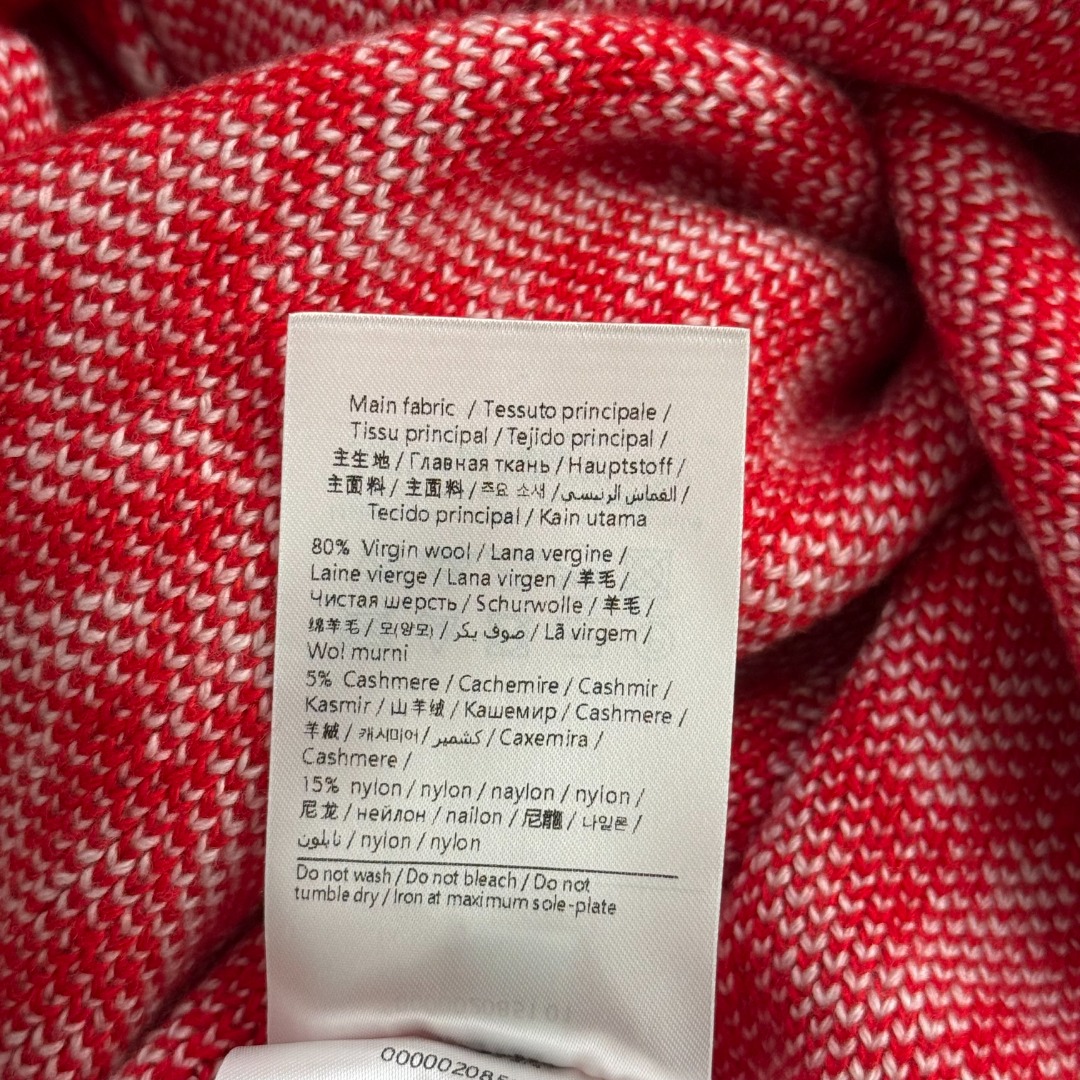 Main fabric / Tessuto principale /
Tissu principal / Tejido principal /
主生地 / Главная ткань / Hauptstoff /
主面料 / 主面料 / 주요 소새 / القماش الرئيسي /
Tecido principal / Kain utama
80% Virgin wool / Lana vergine /
Laine vierge / Lana virgen / 羊毛 /
Чистая шерсть / Schurwolle / 羊毛 /
绵羊毛 / 모(양모) / صوف بكر / Lã virgem /
Wol murni
5% Cashmere / Cachemire / Cashmir /
Kasmir / 山羊绒 / Кашемир / Cashmere /
羊絨 / 캐시미어 / كشمير / Caxemira /
Cashmere /
15% nylon / nylon / naylon / nylon /
尼龙 / нейлон / nailon / 尼龍 / 나일론 /
نايلون / nyion / nylon
Do not wash / Do not bleach / Do not
tumble dry / Iron at maximum sole-plate